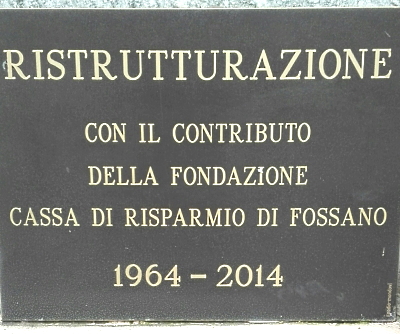 RISTRUTTURAZIONE
CON IL CONTRIBUTO
DELLA FONDAZIONE
CASSA DI RISPARMIO DI FOSSANO
1964 – 2014